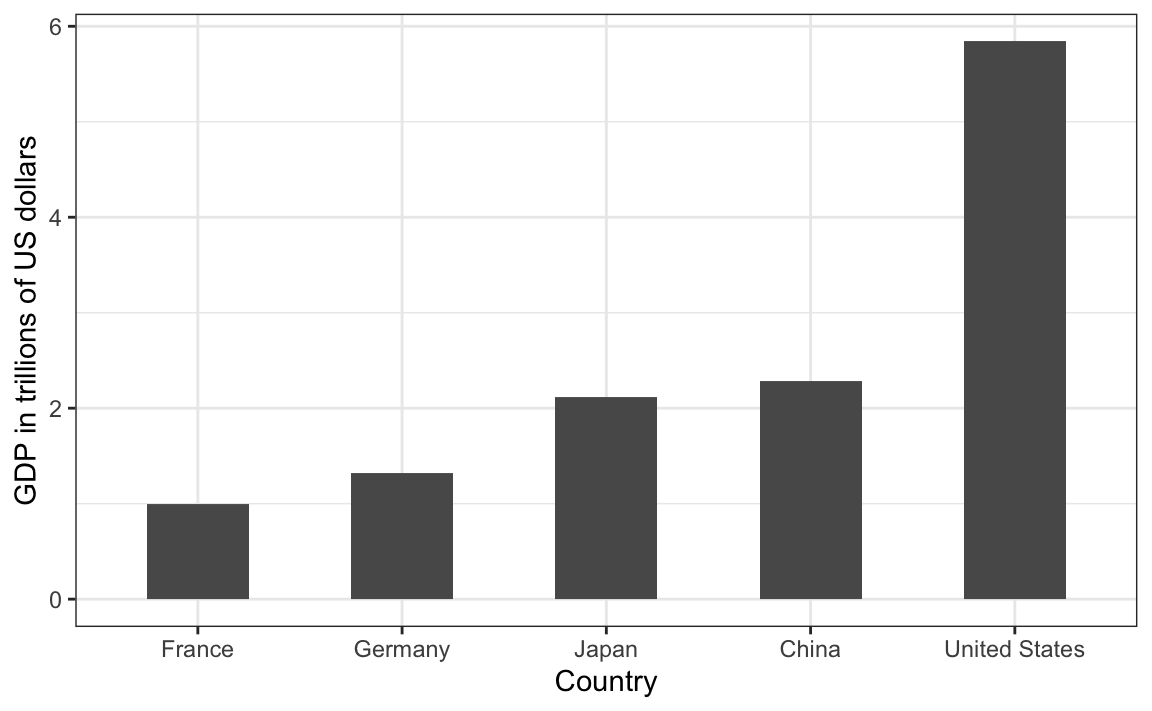 GDP in trillions of US dollars
6
4
2
0
France Germany Japan China United States
Country